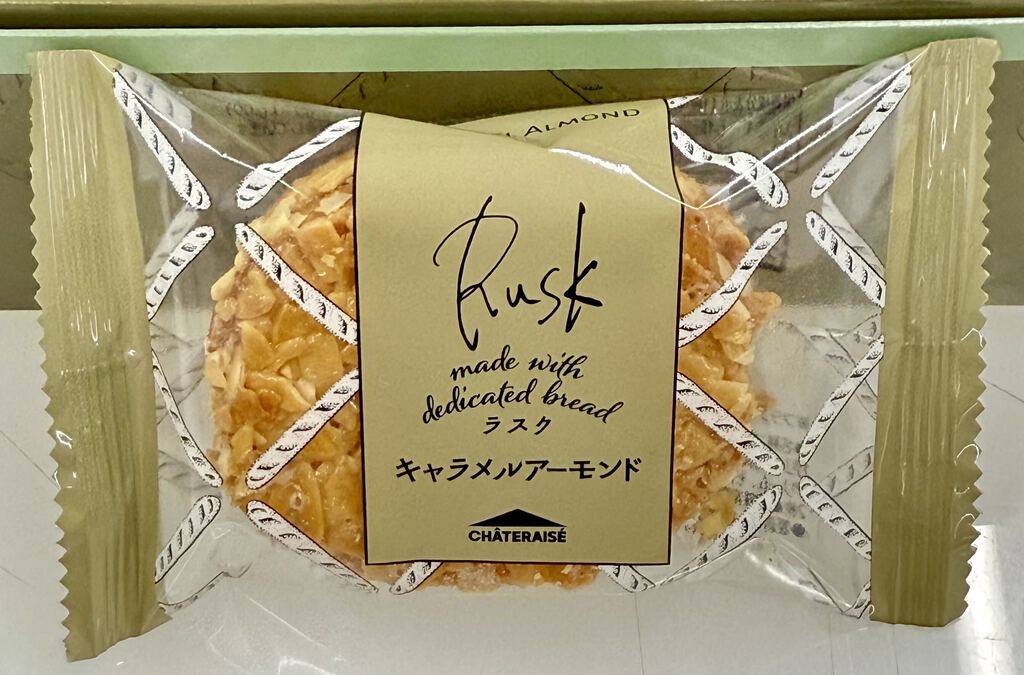 ALMOND
Rusk
made with
dedicated bread
ラスク
キャラメルアーモンド
CHÂTERAISÉ